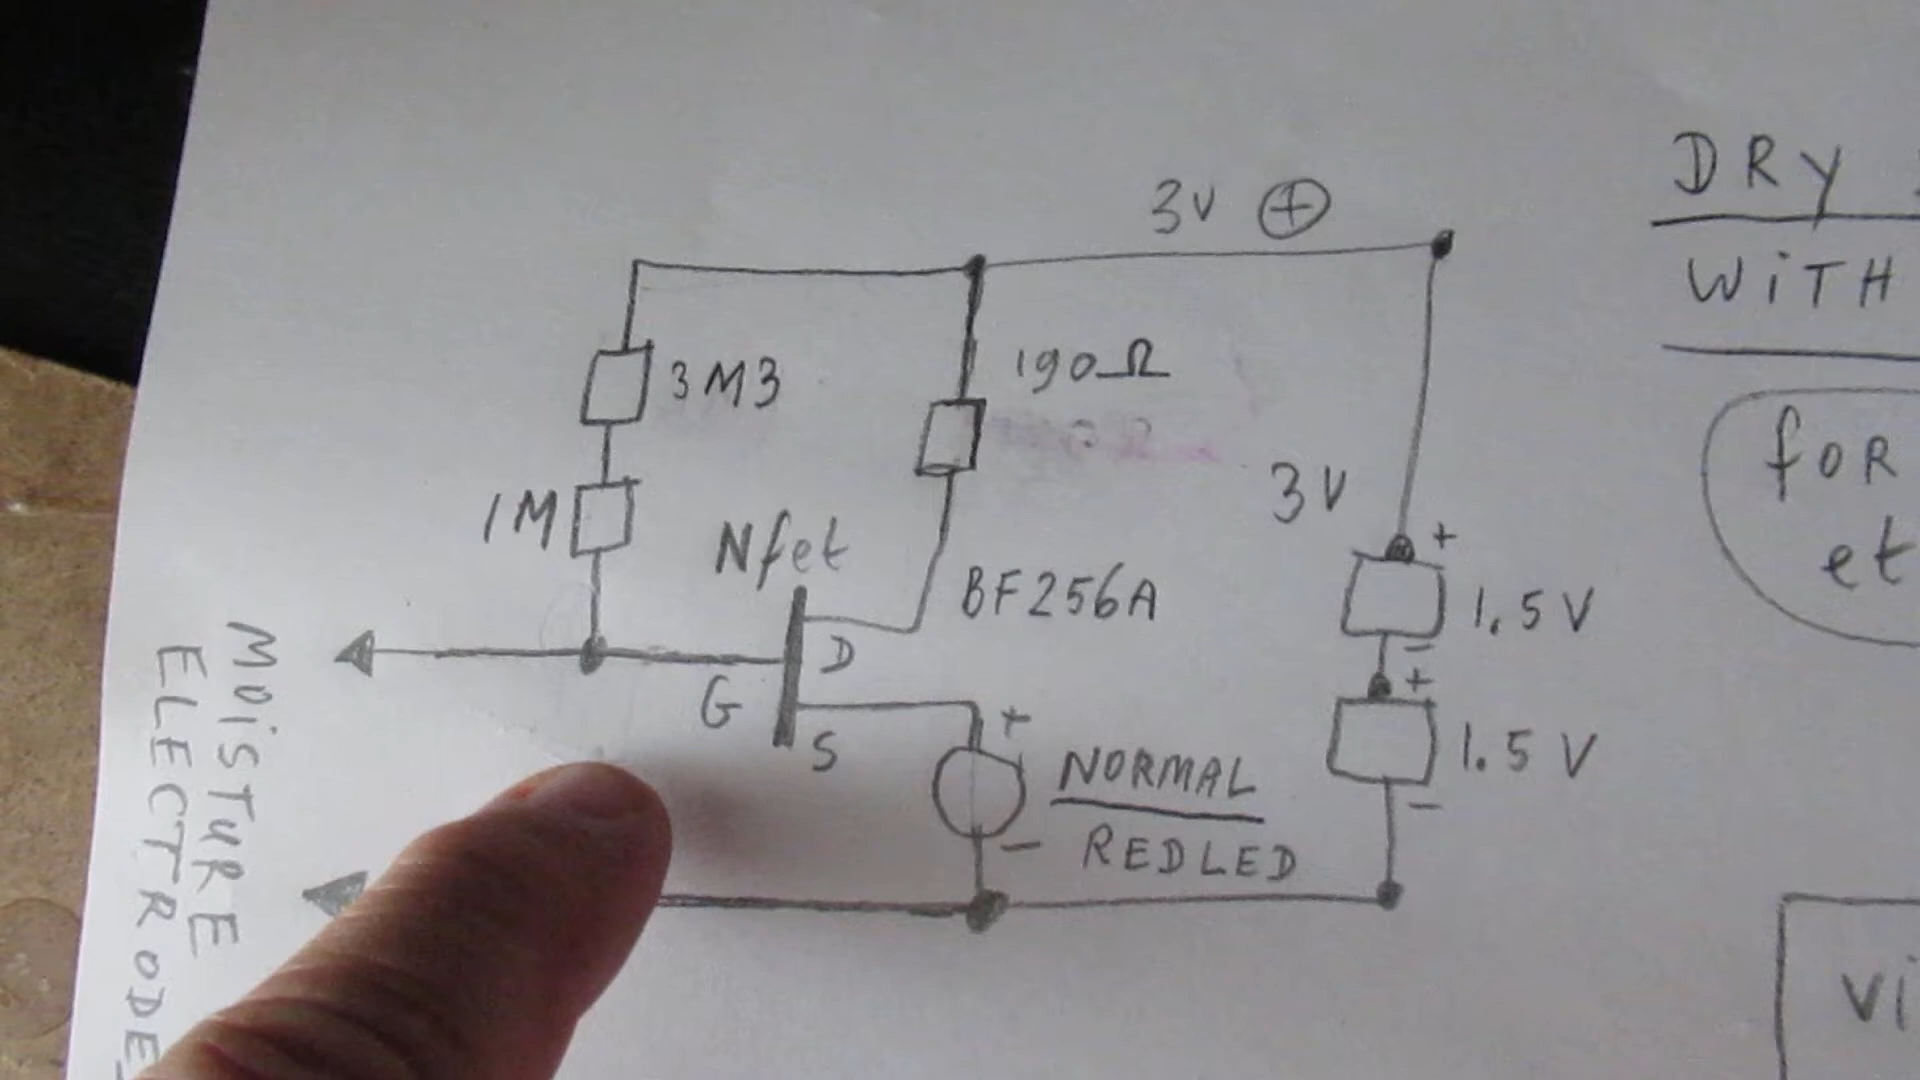 3V ⊕
DRY
WiTH
3M3
190Ω
for
et
3V
1M
Nfet
+
BF256A
1.5V
-
D
+
G
S
+
1.5V
NORMAL
-
- REDLED
MOiSTURE
ELECTRODE
Vi